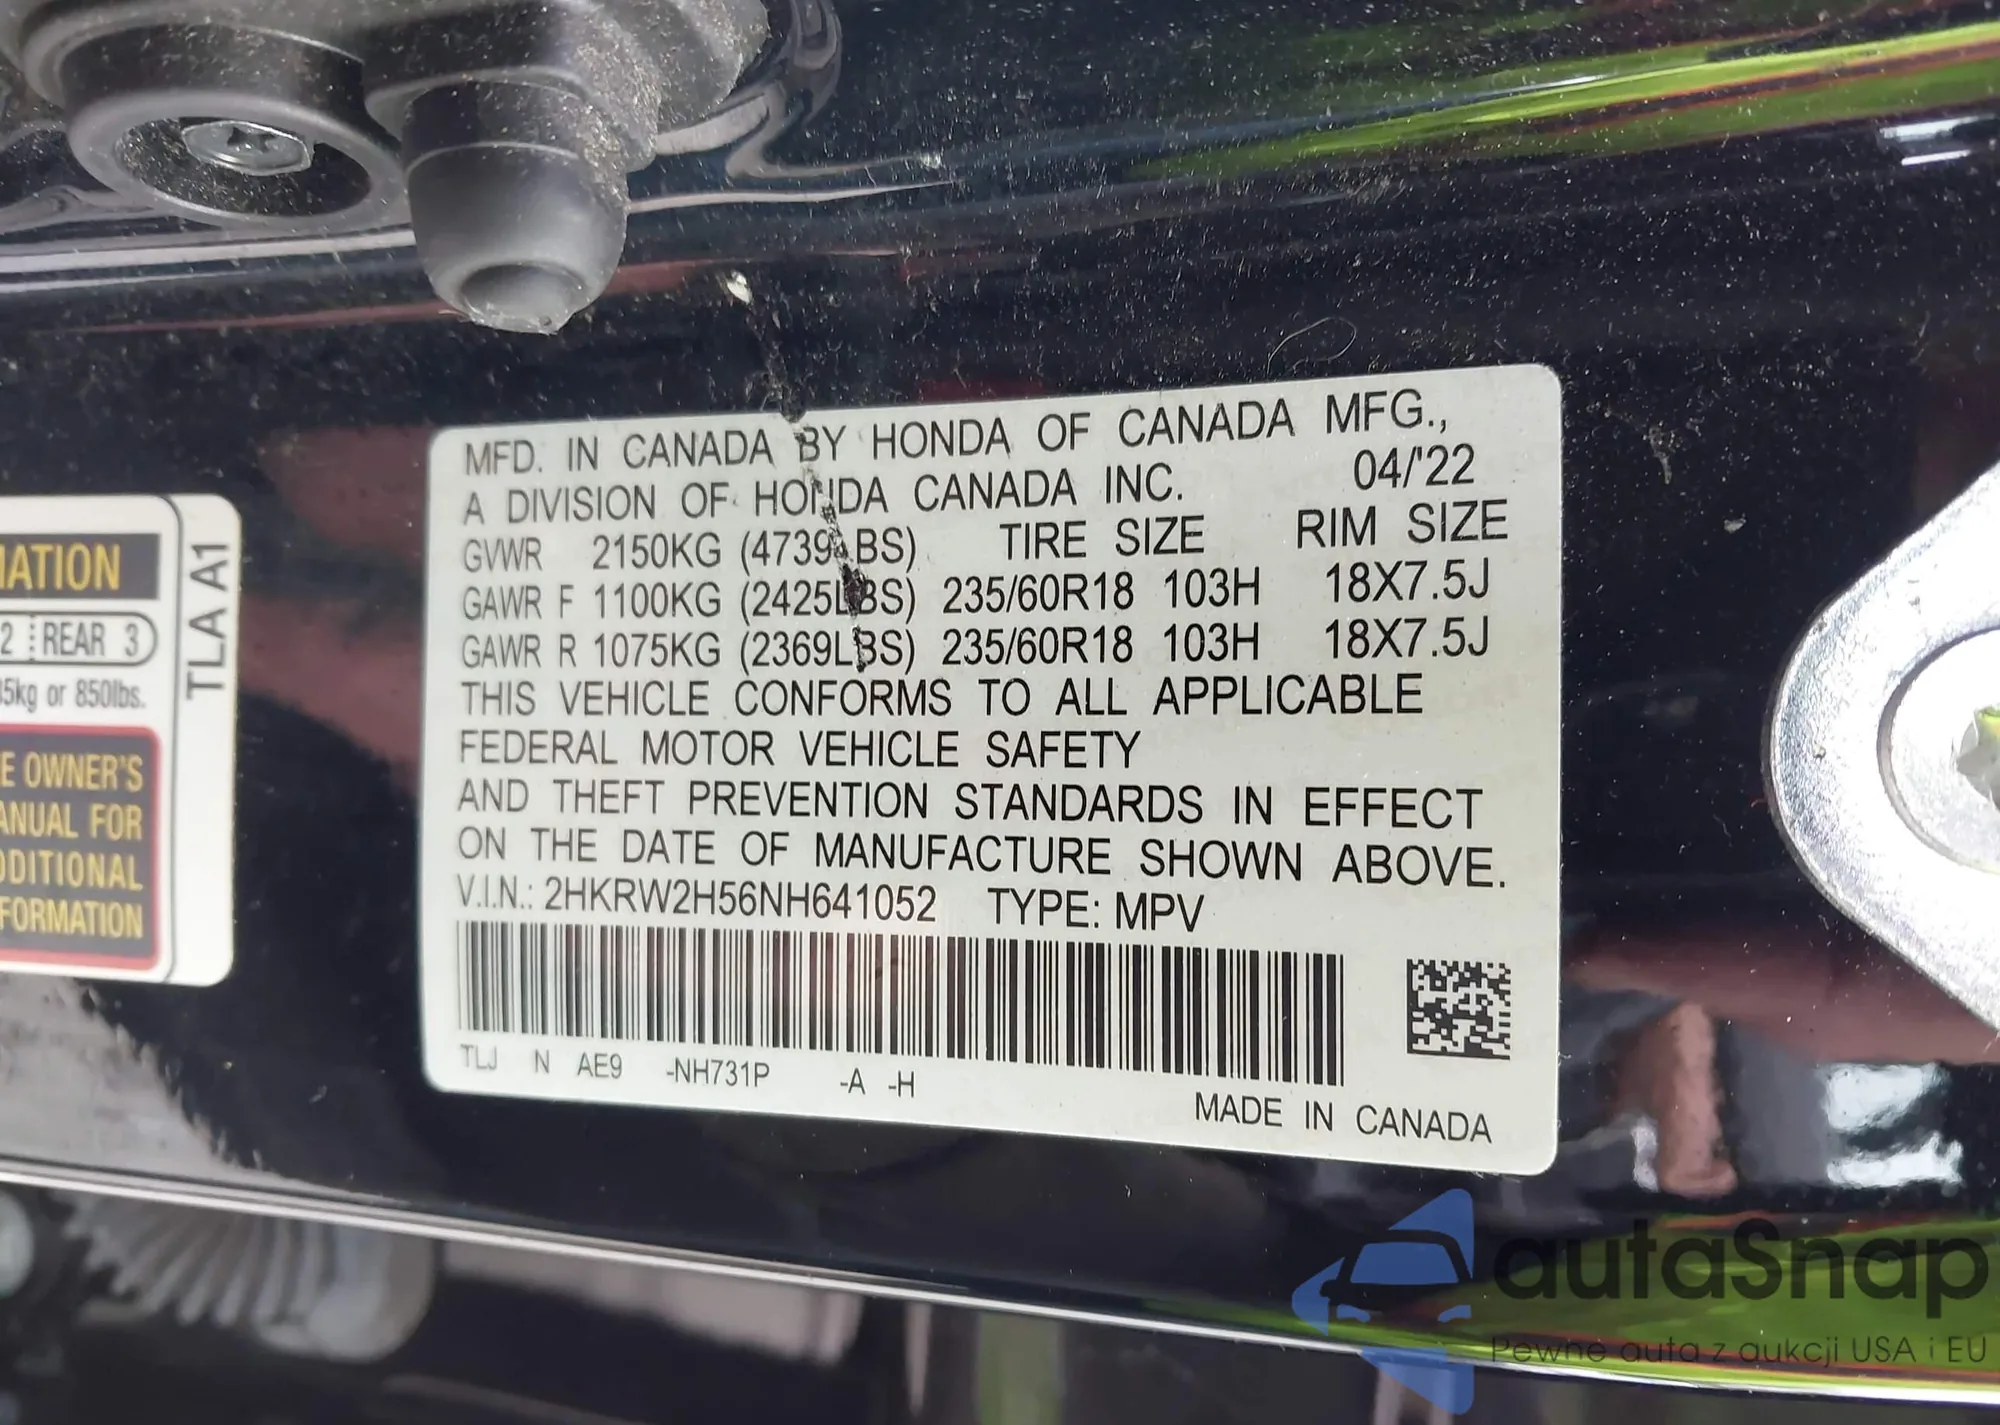 MFD. IN CANADA BY HONDA OF CANADA MFG.,
A DIVISION OF HONDA CANADA INC. 04/'22
GVWR 2150KG (4739LBS) TIRE SIZE RIM SIZE
GAWR F 1100KG (2425LBS) 235/60R18 103H 18X7.5J
GAWR R 1075KG (2369LBS) 235/60R18 103H 18X7.5J
THIS VEHICLE CONFORMS TO ALL APPLICABLE
FEDERAL MOTOR VEHICLE SAFETY
AND THEFT PREVENTION STANDARDS IN EFFECT
ON THE DATE OF MANUFACTURE SHOWN ABOVE.
V.I.N.: 2HKRW2H56NH641052 TYPE: MPV
TLJ N AE9 -NH731P -A -H
MADE IN CANADA
MATION
2 REAR 3
5kg or 850lbs.
E OWNER'S
ANUAL FOR
DDITIONAL
FORMATION
TLA A1
autaSnap
Pewne auta z aukcji USA i EU